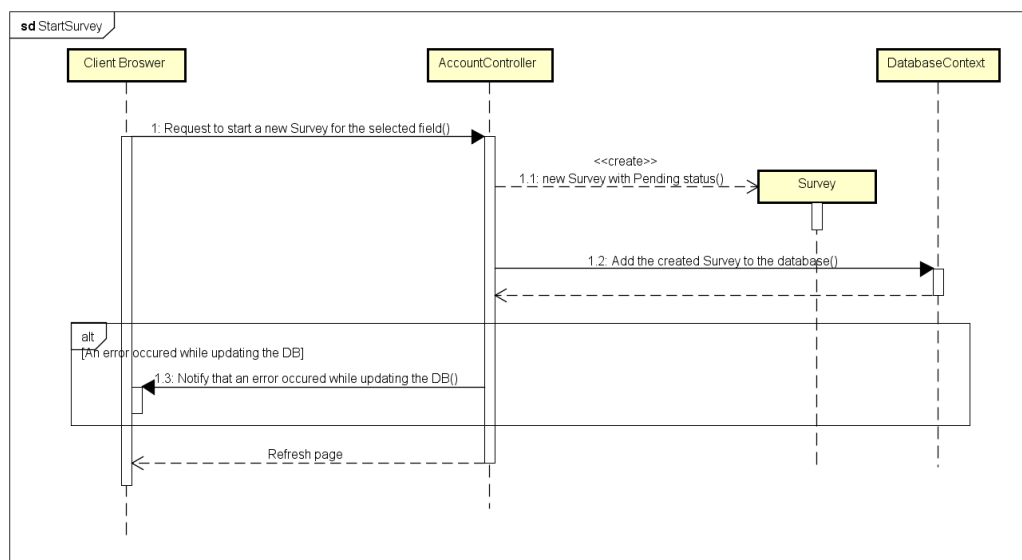 sd StartSurvey
Client Broswer
AccountController
DatabaseContext
1: Request to start a new Survey for the selected field()
<<create>>
1.1: new Survey with Pending status()
Survey
1.2: Add the created Survey to the database()
alt
[An error occured while updating the DB]
1.3: Notify that an error occured while updating the DB()
Refresh page